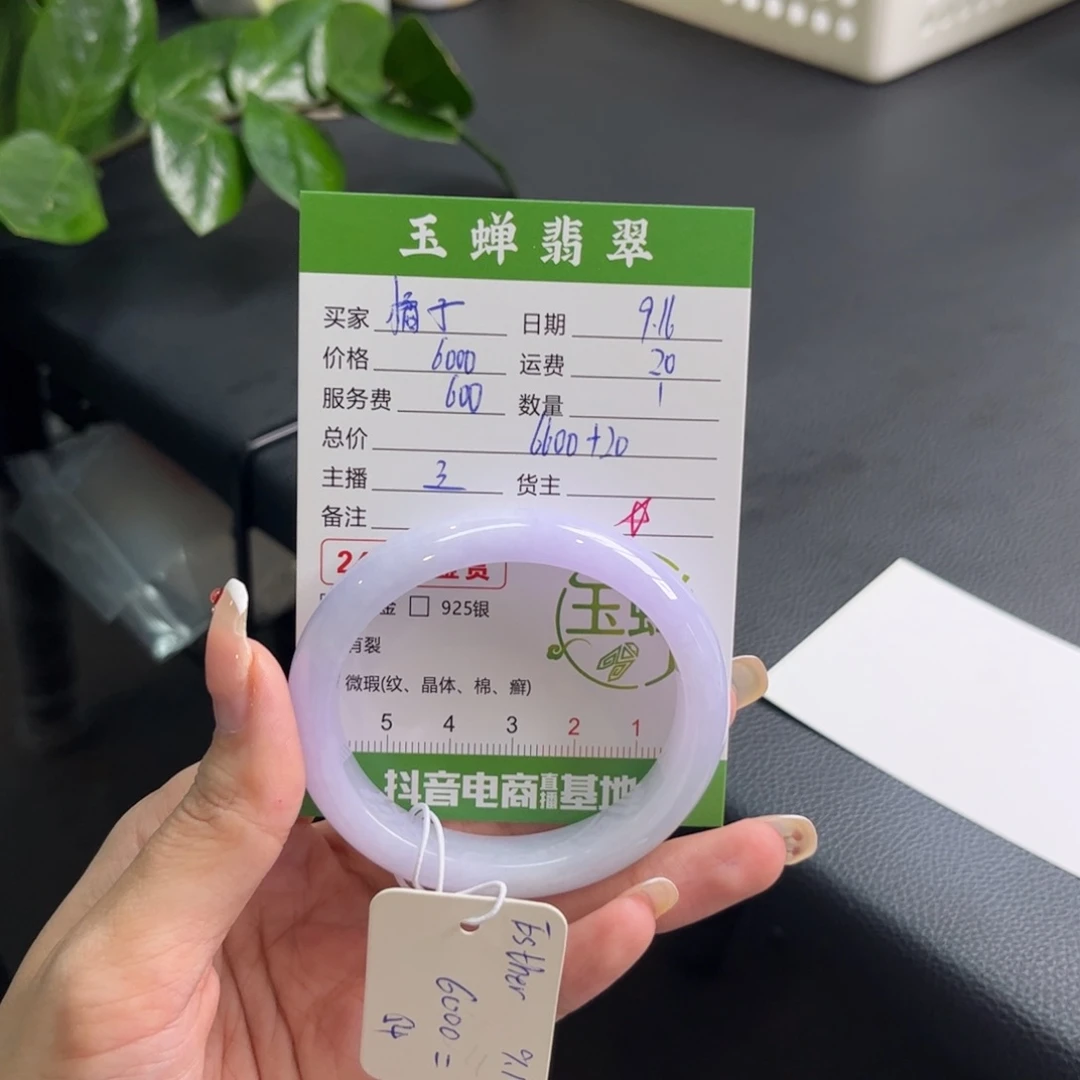 玉蝉翡翠
买家 橘子 日期 9.16
价格 6000 运费 20
服务费 600 数量 1
总价 6600+20
主播 货主
备注
金 □ 925银
有裂
微瑕(纹、晶体、棉、癣)
5 4 3 2 1
抖音电商直播基地
Esther
6000=